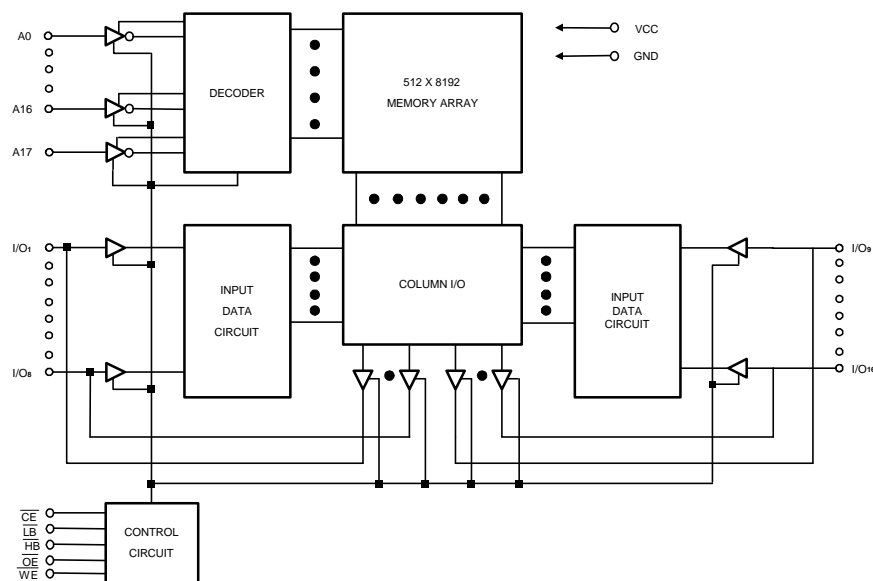 A0
VCC
GND
DECODER
512 X 8192
MEMORY ARRAY
A16
A17
I/O₁
I/O₉
INPUT
DATA
CIRCUIT
COLUMN I/O
INPUT
DATA
CIRCUIT
I/O₈
I/O₁₆
CE
LB
HB
OE
WE
CONTROL
CIRCUIT